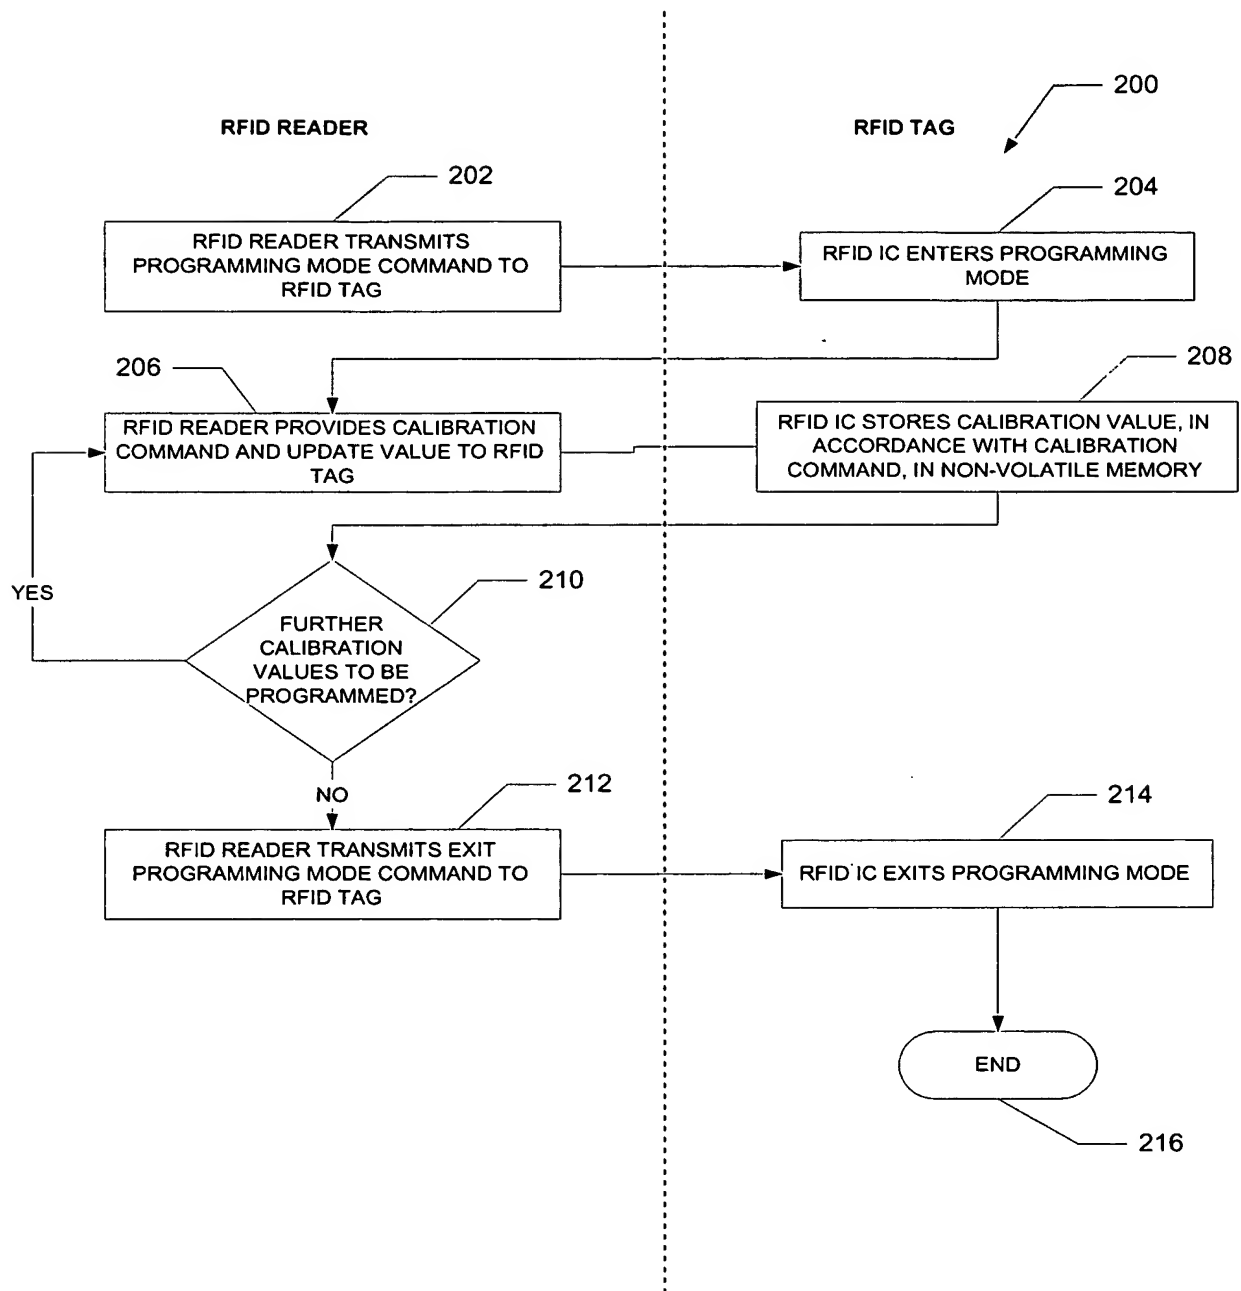 200
RFID READER
RFID TAG
202
204
RFID READER TRANSMITS
PROGRAMMING MODE COMMAND TO
RFID TAG
RFID IC ENTERS PROGRAMMING
MODE
206
208
RFID READER PROVIDES CALIBRATION
COMMAND AND UPDATE VALUE TO RFID
TAG
RFID IC STORES CALIBRATION VALUE, IN
ACCORDANCE WITH CALIBRATION
COMMAND, IN NON-VOLATILE MEMORY
210
YES
FURTHER
CALIBRATION
VALUES TO BE
PROGRAMMED?
NO
212
214
RFID READER TRANSMITS EXIT
PROGRAMMING MODE COMMAND TO
RFID TAG
RFID IC EXITS PROGRAMMING MODE
END
216